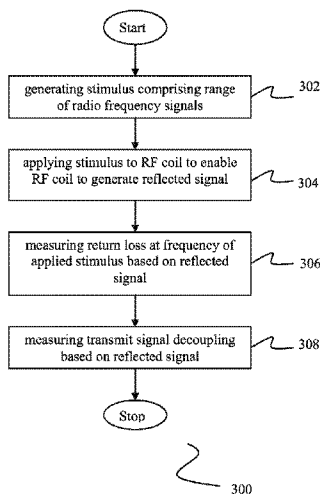 Start
generating stimulus comprising range
of radio frequency signals
302
applying stimulus to RF coil to enable
RF coil to generate reflected signal
304
measuring return loss at frequency of
applied stimulus based on reflected
signal
306
measuring transmit signal decoupling
based on reflected signal
308
Stop
300